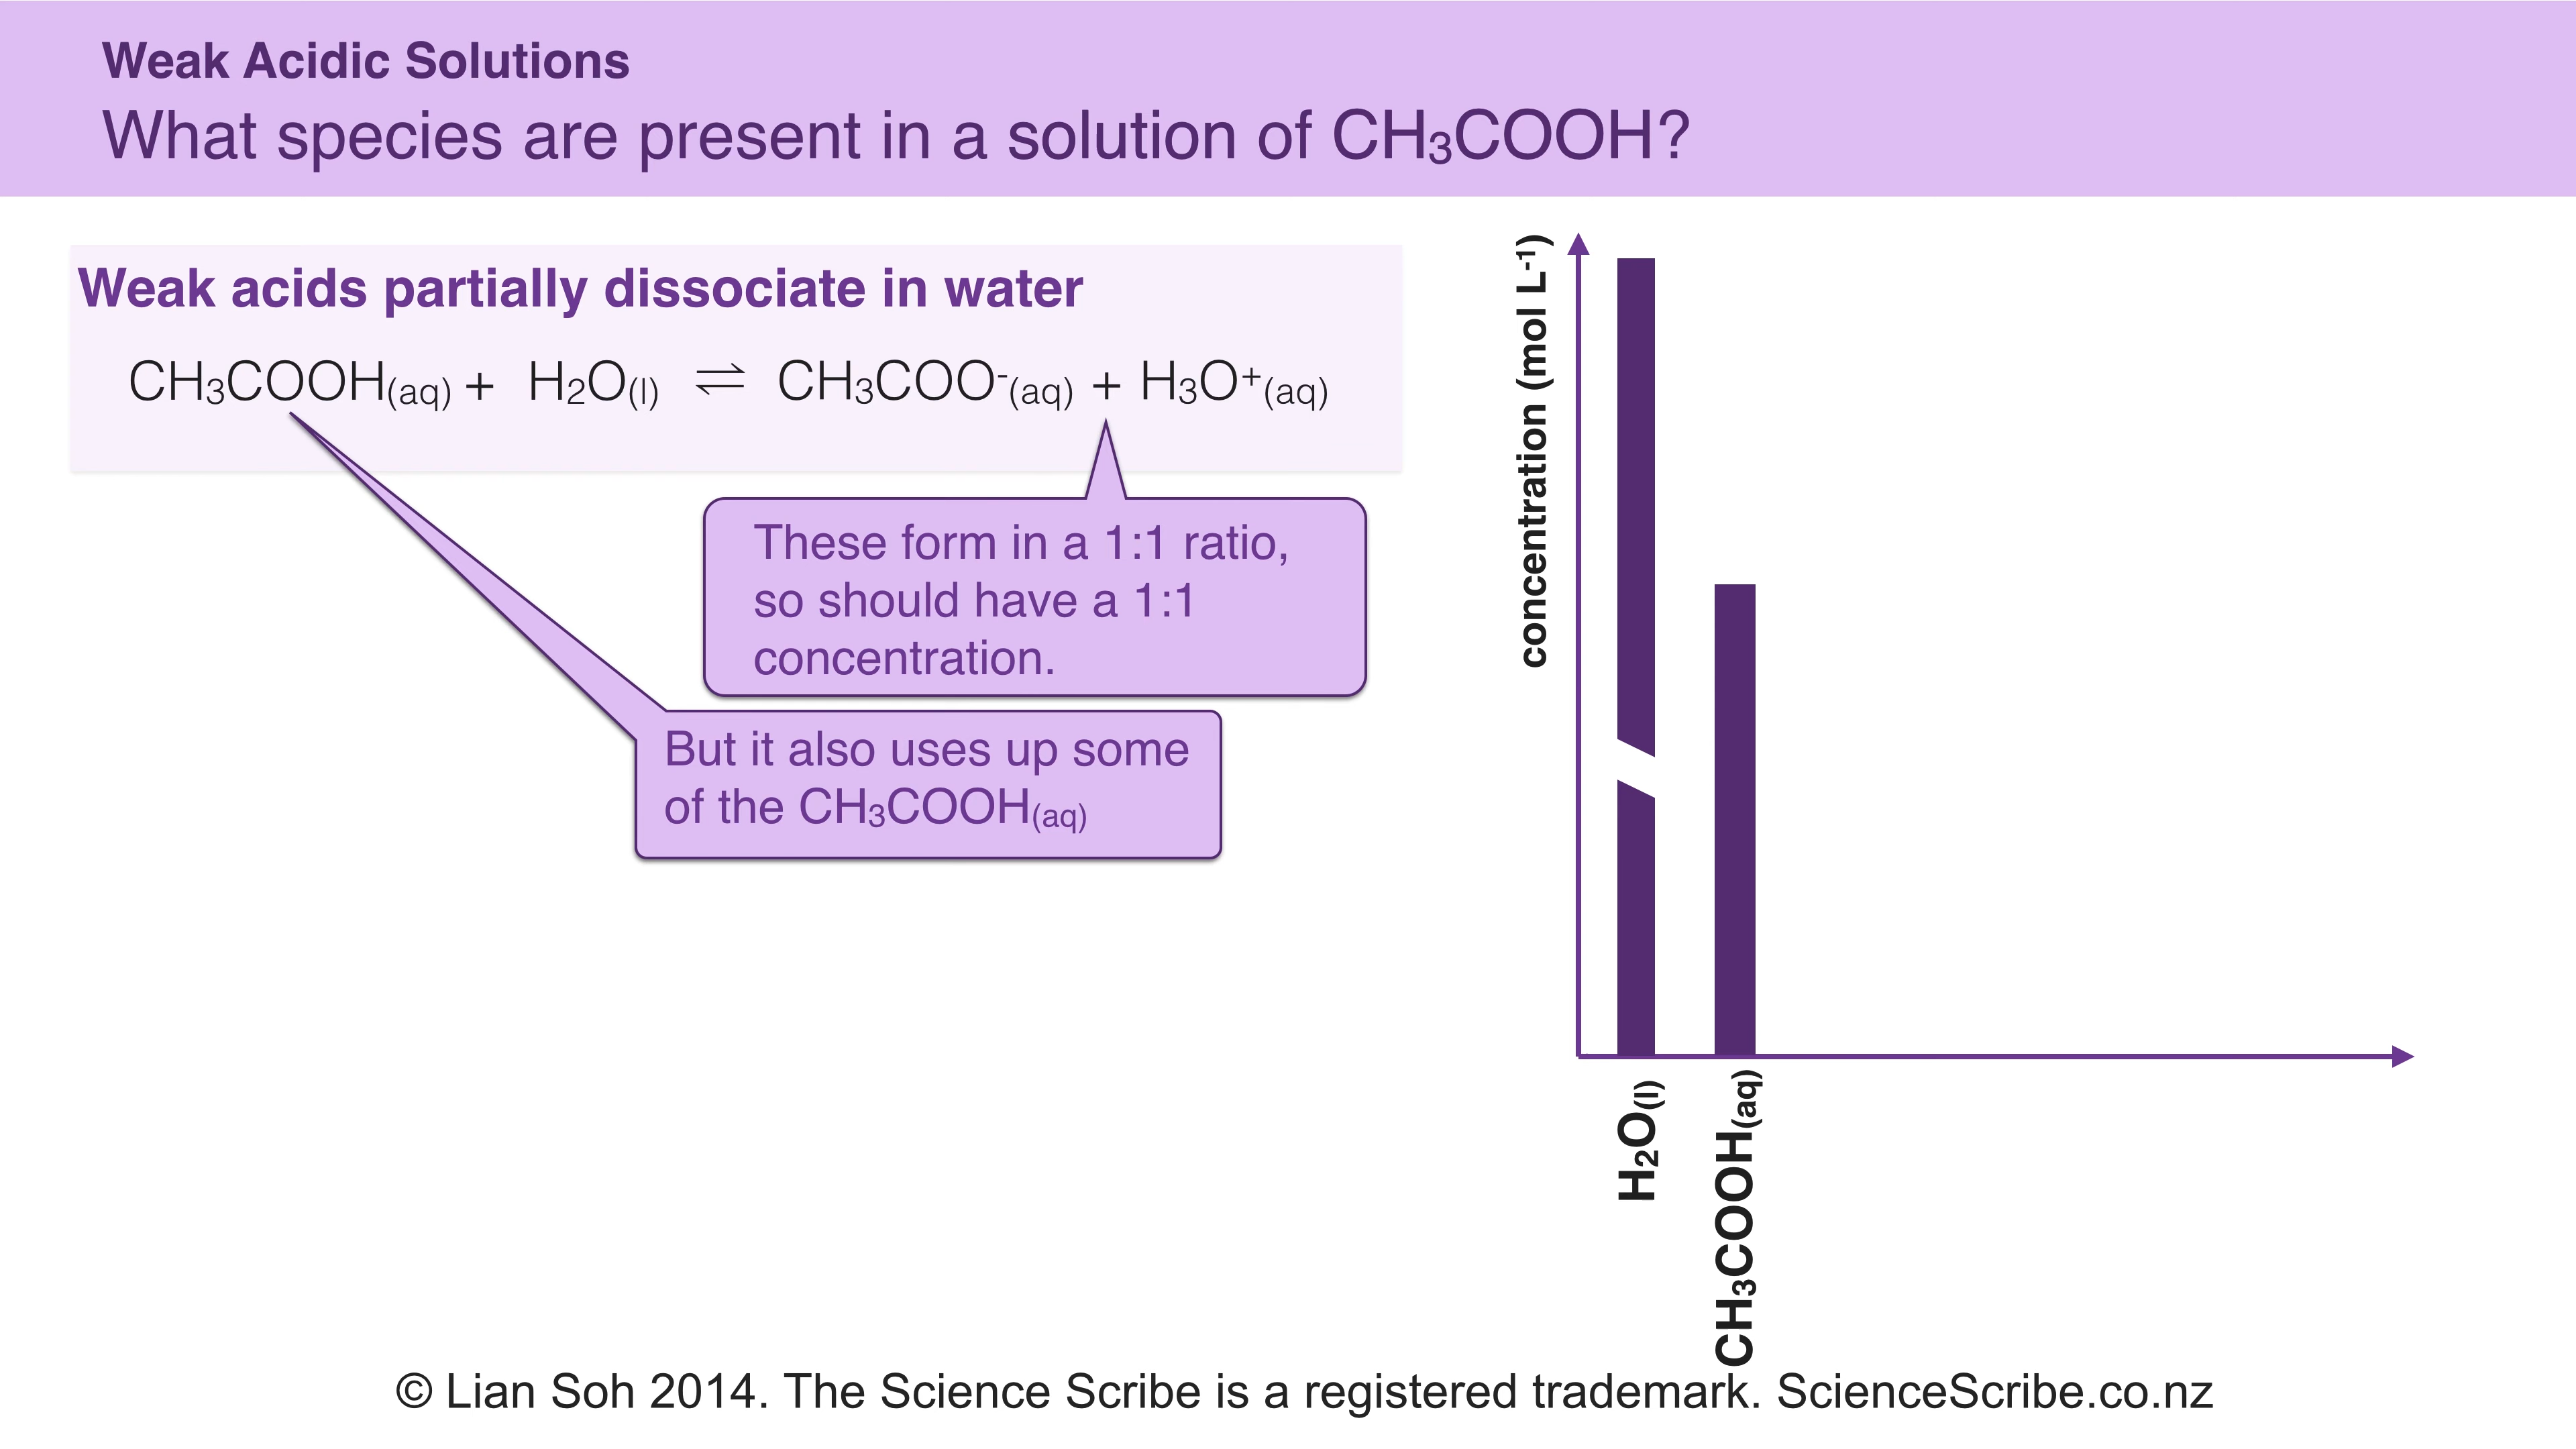 Weak Acidic Solutions
What species are present in a solution of CH₃COOH?
Weak acids partially dissociate in water
CH₃COOH(aq) + H₂O(l) ⇌ CH₃COO⁻(aq) + H₃O⁺(aq)
These form in a 1:1 ratio,
so should have a 1:1
concentration.
But it also uses up some
of the CH₃COOH(aq)
concentration (mol L⁻¹)
H₂O(l)
CH₃COOH(aq)
© Lian Soh 2014. The Science Scribe is a registered trademark. ScienceScribe.co.nz